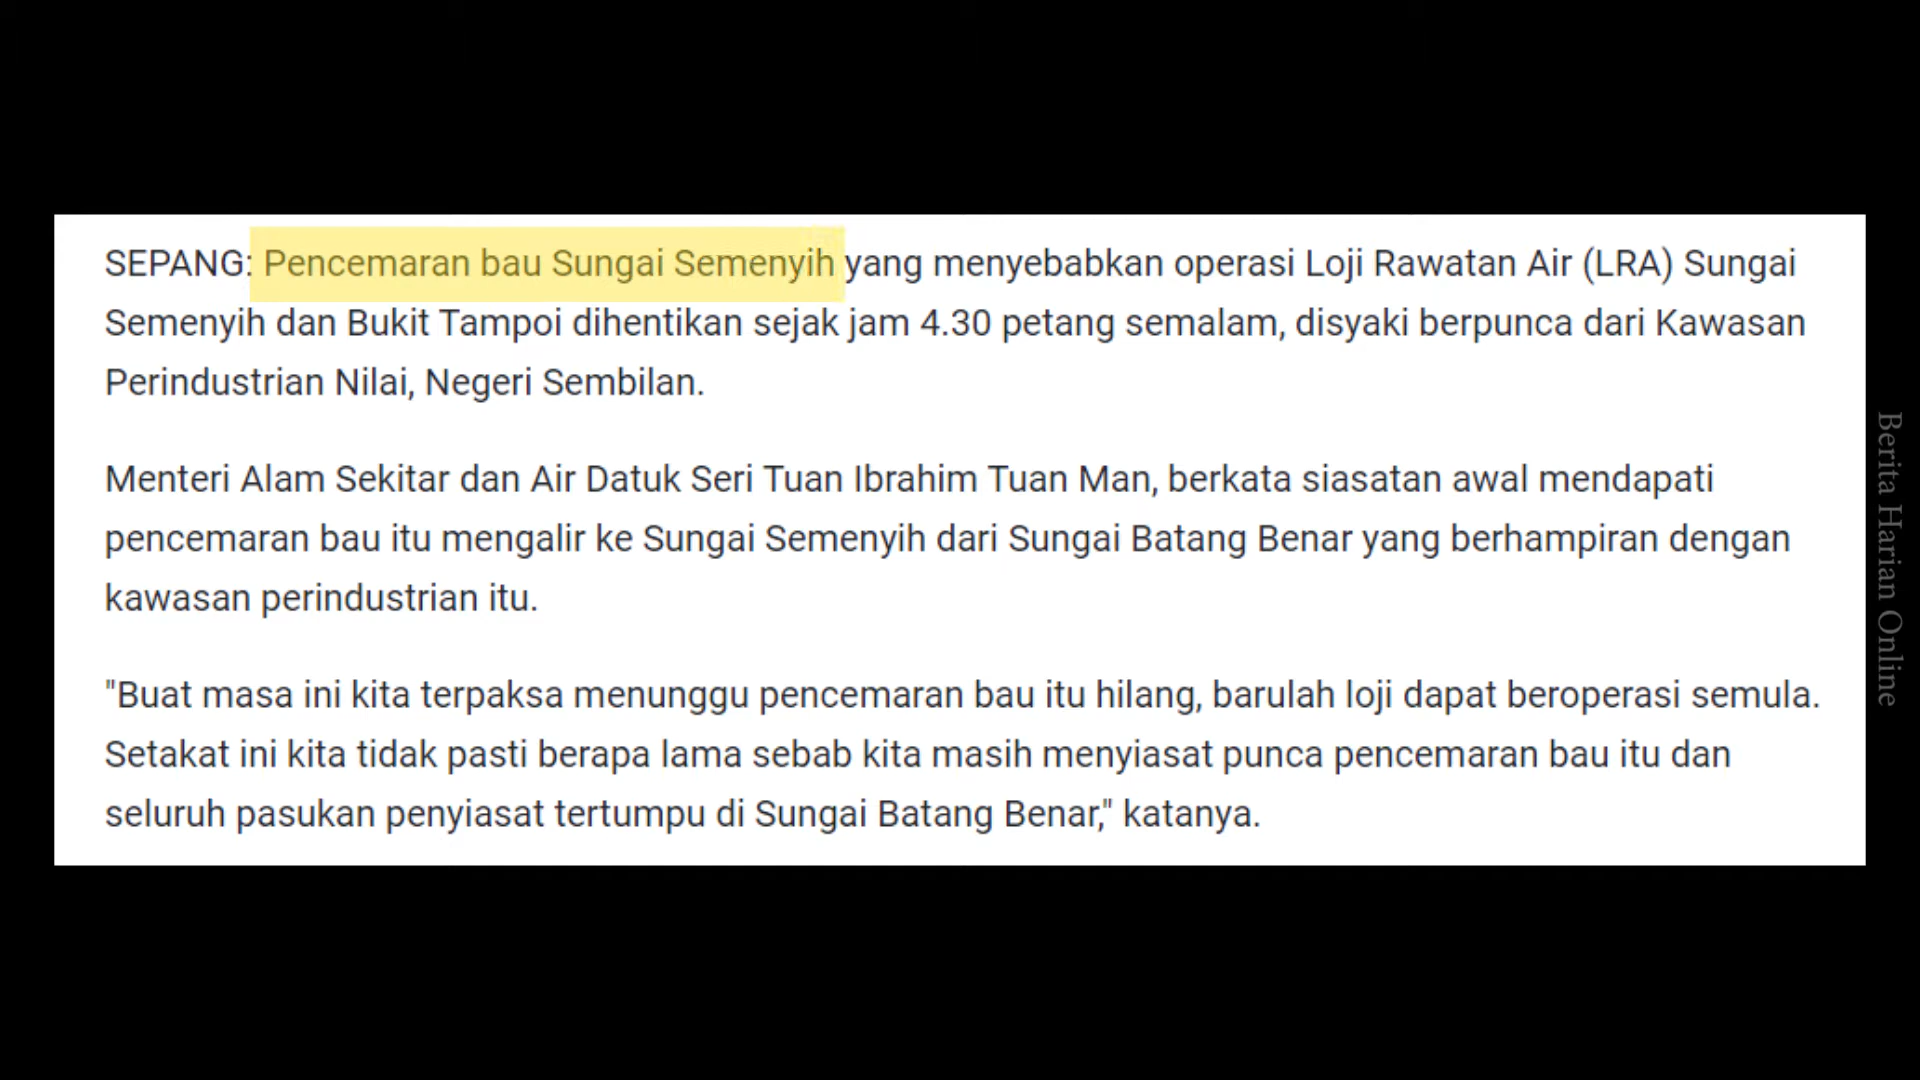 SEPANG: Pencemaran bau Sungai Semenyih yang menyebabkan operasi Loji Rawatan Air (LRA) Sungai
Semenyih dan Bukit Tampoi dihentikan sejak jam 4.30 petang semalam, disyaki berpunca dari Kawasan
Perindustrian Nilai, Negeri Sembilan.
Menteri Alam Sekitar dan Air Datuk Seri Tuan Ibrahim Tuan Man, berkata siasatan awal mendapati
pencemaran bau itu mengalir ke Sungai Semenyih dari Sungai Batang Benar yang berhampiran dengan
kawasan perindustrian itu.
"Buat masa ini kita terpaksa menunggu pencemaran bau itu hilang, barulah loji dapat beroperasi semula.
Setakat ini kita tidak pasti berapa lama sebab kita masih menyiasat punca pencemaran bau itu dan
seluruh pasukan penyiasat tertumpu di Sungai Batang Benar," katanya.
Berita Harian Online